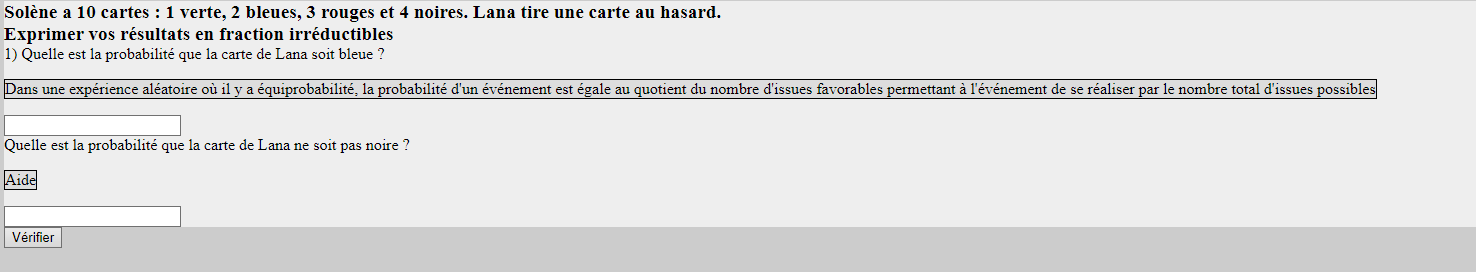 Solène a 10 cartes : 1 verte, 2 bleues, 3 rouges et 4 noires. Lana tire une carte au hasard.
Exprimer vos résultats en fraction irréductibles
1) Quelle est la probabilité que la carte de Lana soit bleue ?
Dans une expérience aléatoire où il y a équiprobabilité, la probabilité d'un événement est égale au quotient du nombre d'issues favorables permettant à l'événement de se réaliser par le nombre total d'issues possibles
Quelle est la probabilité que la carte de Lana ne soit pas noire ?
Aide
Vérifier